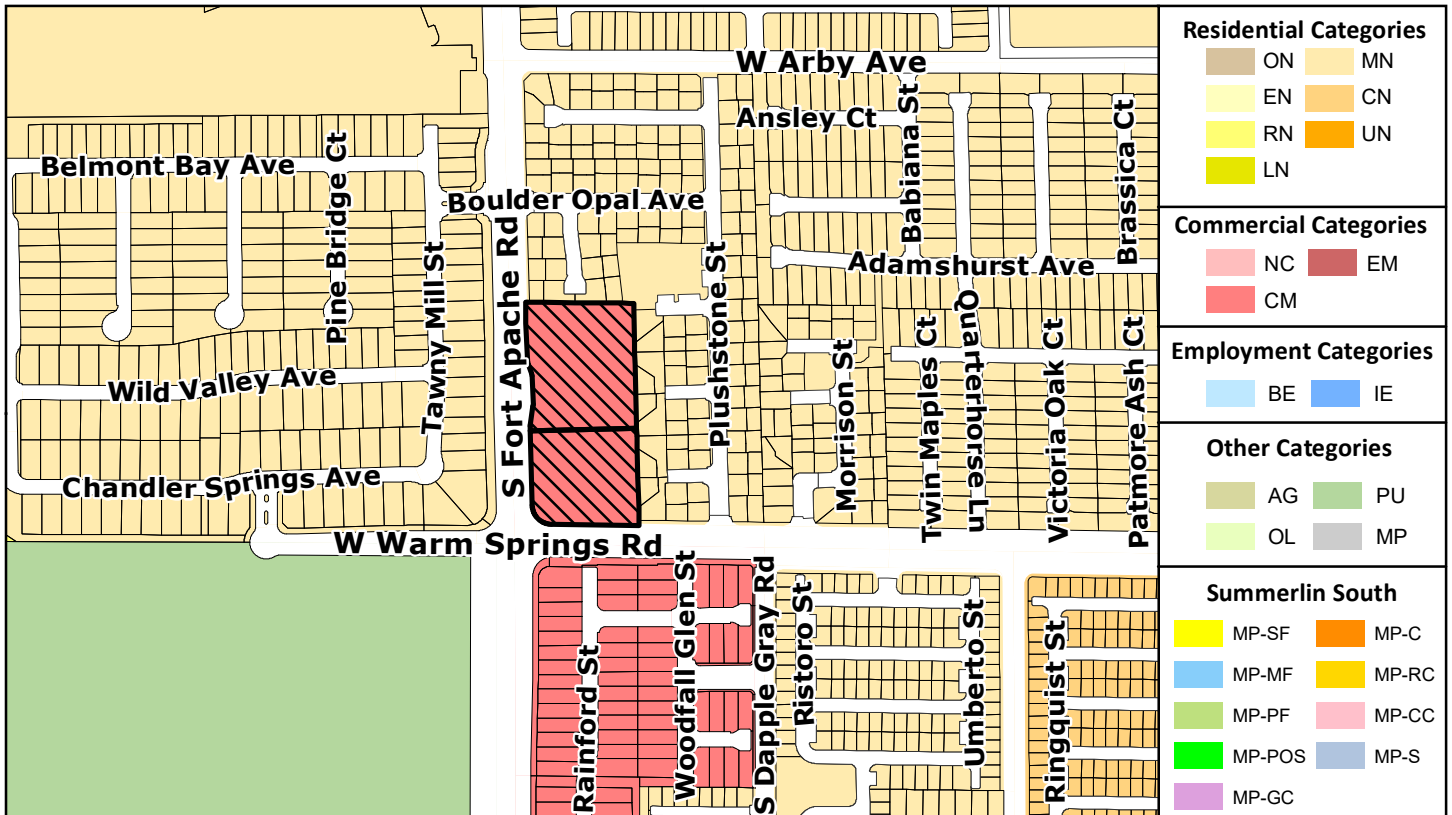 W Arby Ave
Ansley Ct
Belmont Bay Ave
Pine Bridge Ct
Babiana St
Brassica Ct
Boulder Opal Ave
Tawny Mill St
S Fort Apache Rd
Plushstone St
Adamshurst Ave
Quarterhorse Ln
Wild Valley Ave
Morrison St
Twin Maples Ct
Victoria Oak Ct
Patmore Ash Ct
Chandler Springs Ave
W Warm Springs Rd
Rainford St
Woodfall Glen St
S Dapple Gray Rd
Ristoro St
Umberto St
Ringquist St
Residential Categories
ON MN
EN CN
RN UN
LN
Commercial Categories
NC EM
CM
Employment Categories
BE IE
Other Categories
AG PU
OL MP
Summerlin South
MP-SF MP-C
MP-MF MP-RC
MP-PF MP-CC
MP-POS MP-S
MP-GC